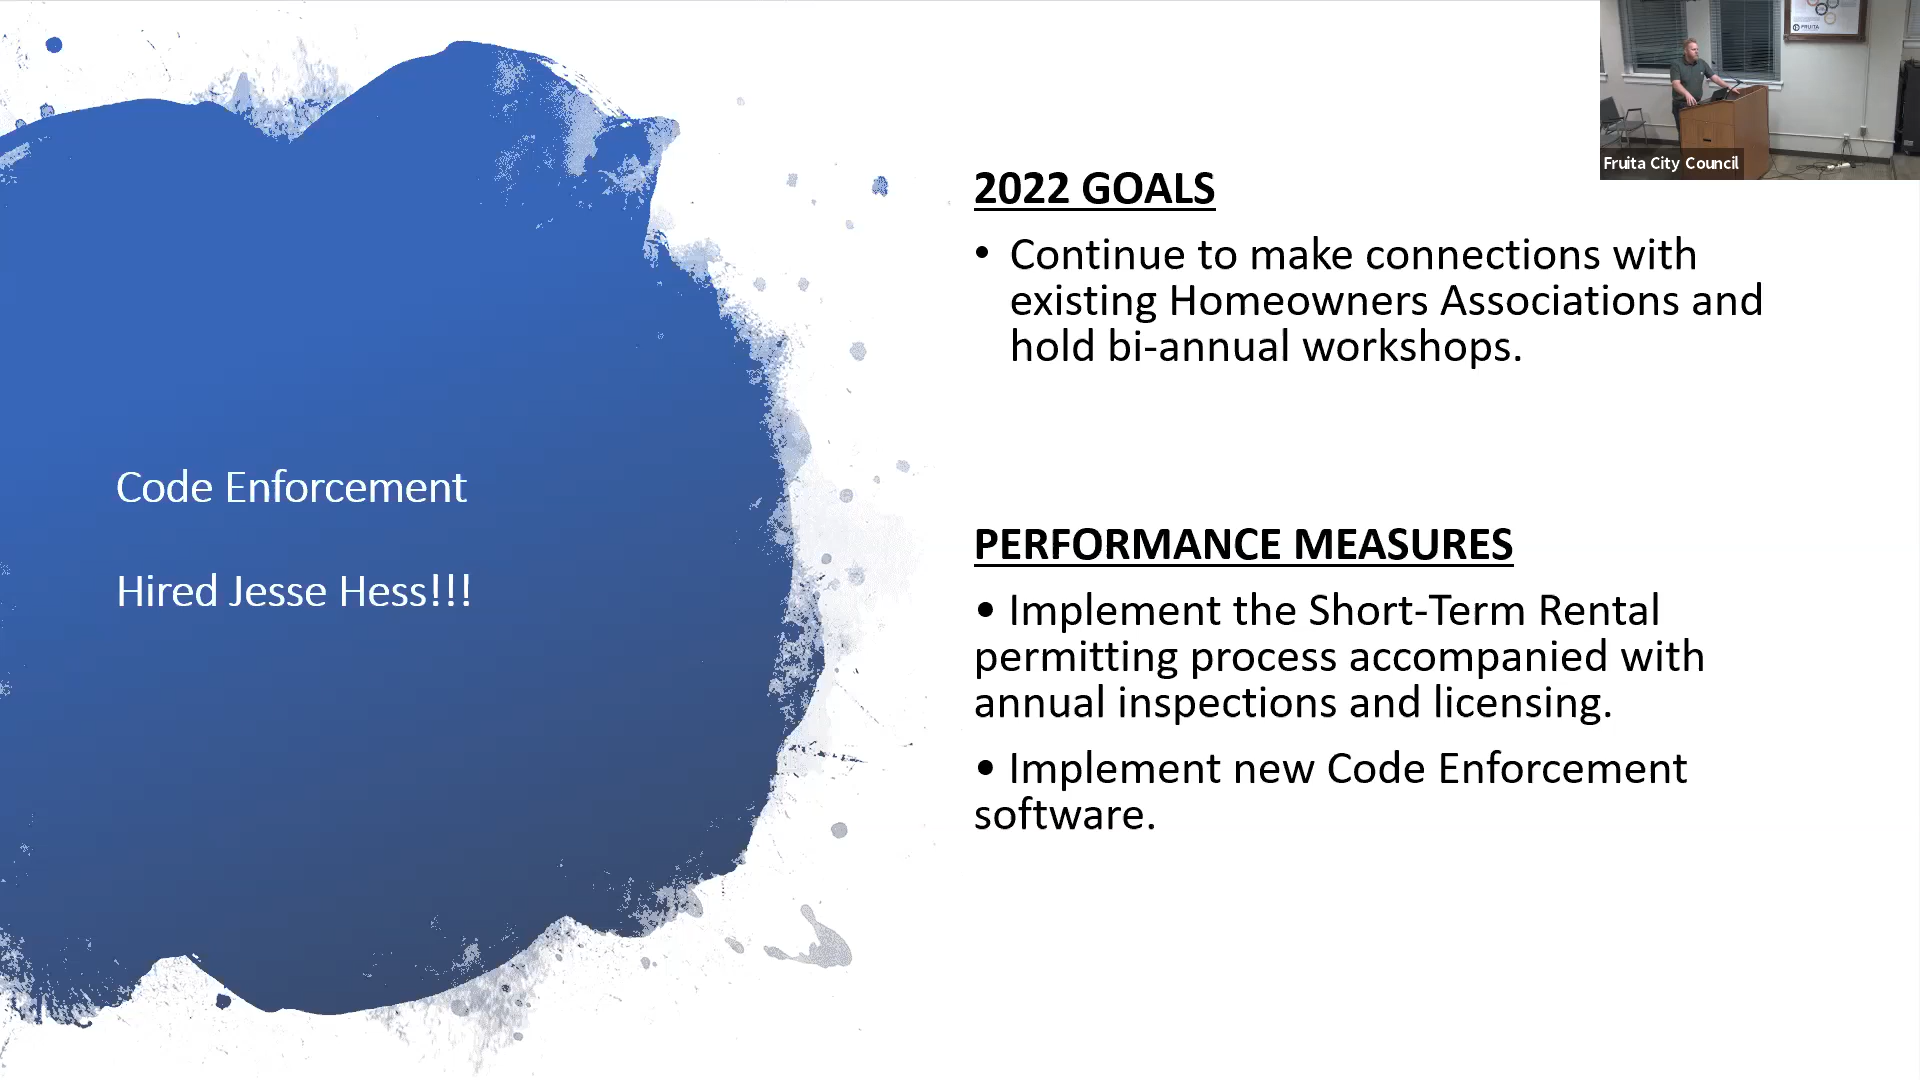 Code Enforcement
Hired Jesse Hess!!!
2022 GOALS
• Continue to make connections with
existing Homeowners Associations and
hold bi-annual workshops.
PERFORMANCE MEASURES
• Implement the Short-Term Rental
permitting process accompanied with
annual inspections and licensing.
• Implement new Code Enforcement
software.
FRUITA
Fruita City Council